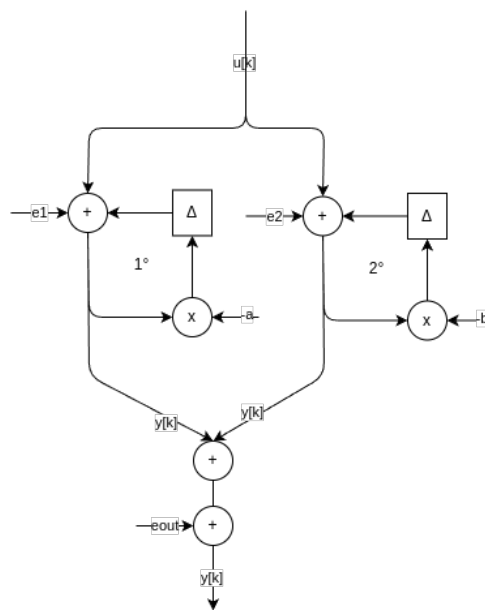 u[k]
e1
+
Δ
e2
+
Δ
1°
2°
x
-a
x
-b
y[k]
y[k]
+
eout
+
y[k]